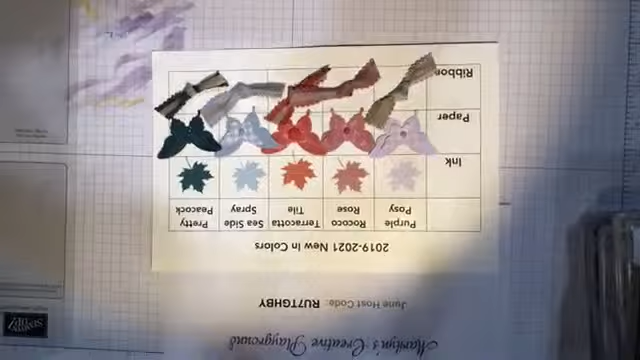 Marilyn's Creative Playground
June Host Code: RU77GHBY
2019-2021 New In Colors
Purple Posy
Rococo Rose
Terracotta Tile
Sea Side Spray
Pretty Peacock
Ink
Paper
Ribbon